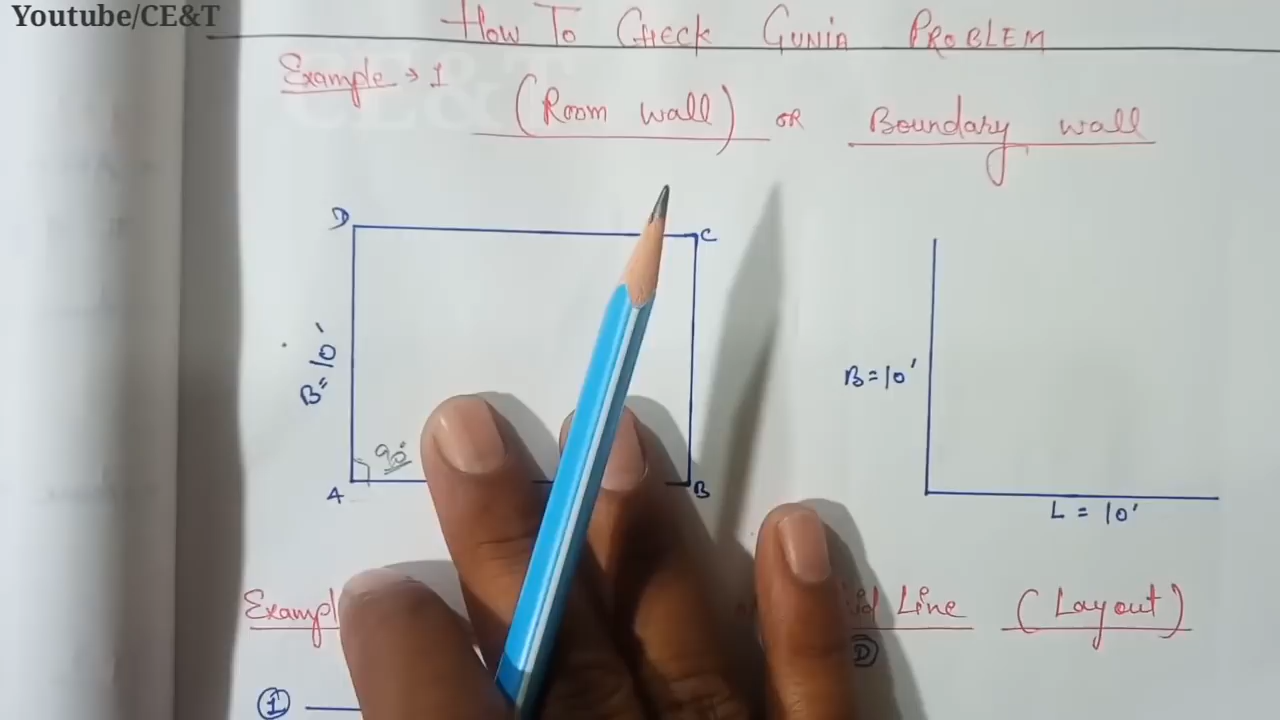 Youtube/CE&T
How To Check Gunia Problem
Example → 1
(Room wall) OR Boundary wall
D
C
B = 10'
90°
A
B
B = 10'
L = 10'
Line (Layout)
D
1